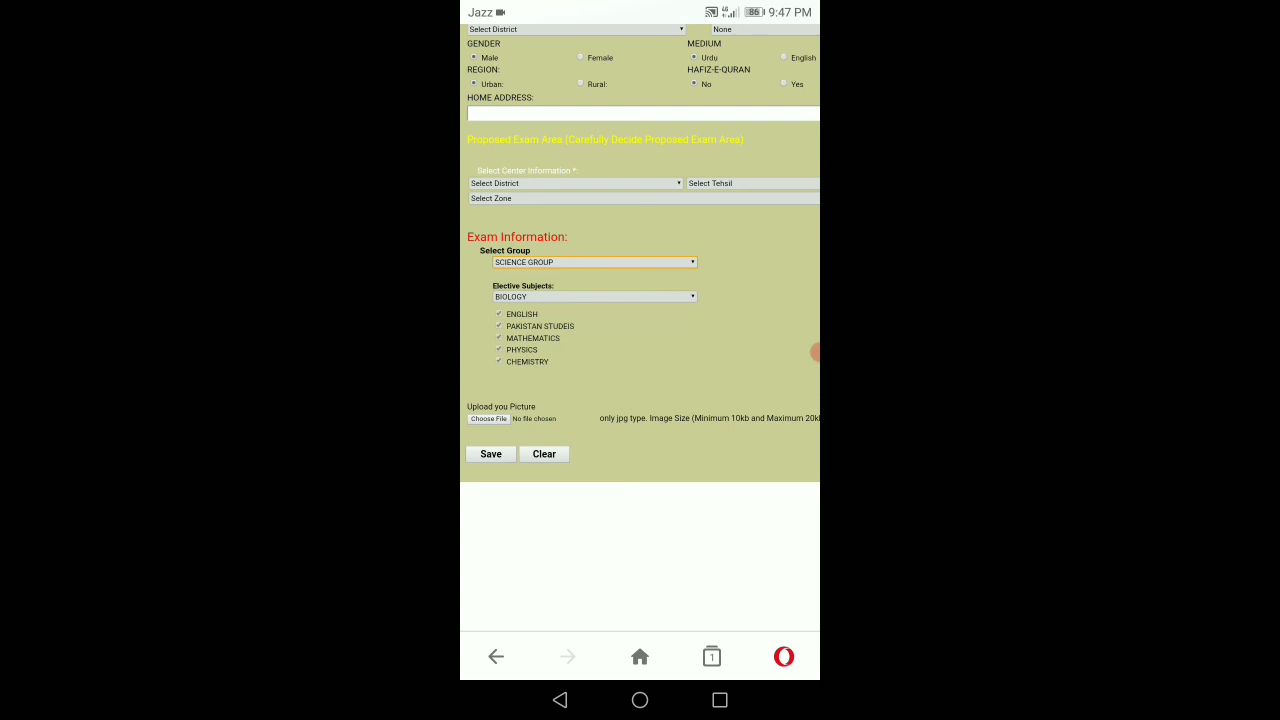 Jazz 4G 86 9:47 PM
Select District None
GENDER MEDIUM
Male Female Urdu English
REGION: HAFIZ-E-QURAN
Urban: Rural: No Yes
HOME ADDRESS:
Proposed Exam Area (Carefully Decide Proposed Exam Area)
Select Center Information *:
Select District Select Tehsil
Select Zone
Exam Information:
Select Group
SCIENCE GROUP
Elective Subjects:
BIOLOGY
ENGLISH
PAKISTAN STUDEIS
MATHEMATICS
PHYSICS
CHEMISTRY
Upload you Picture
Choose File No file chosen only jpg type. Image Size (Minimum 10kb and Maximum 20k
Save Clear
1